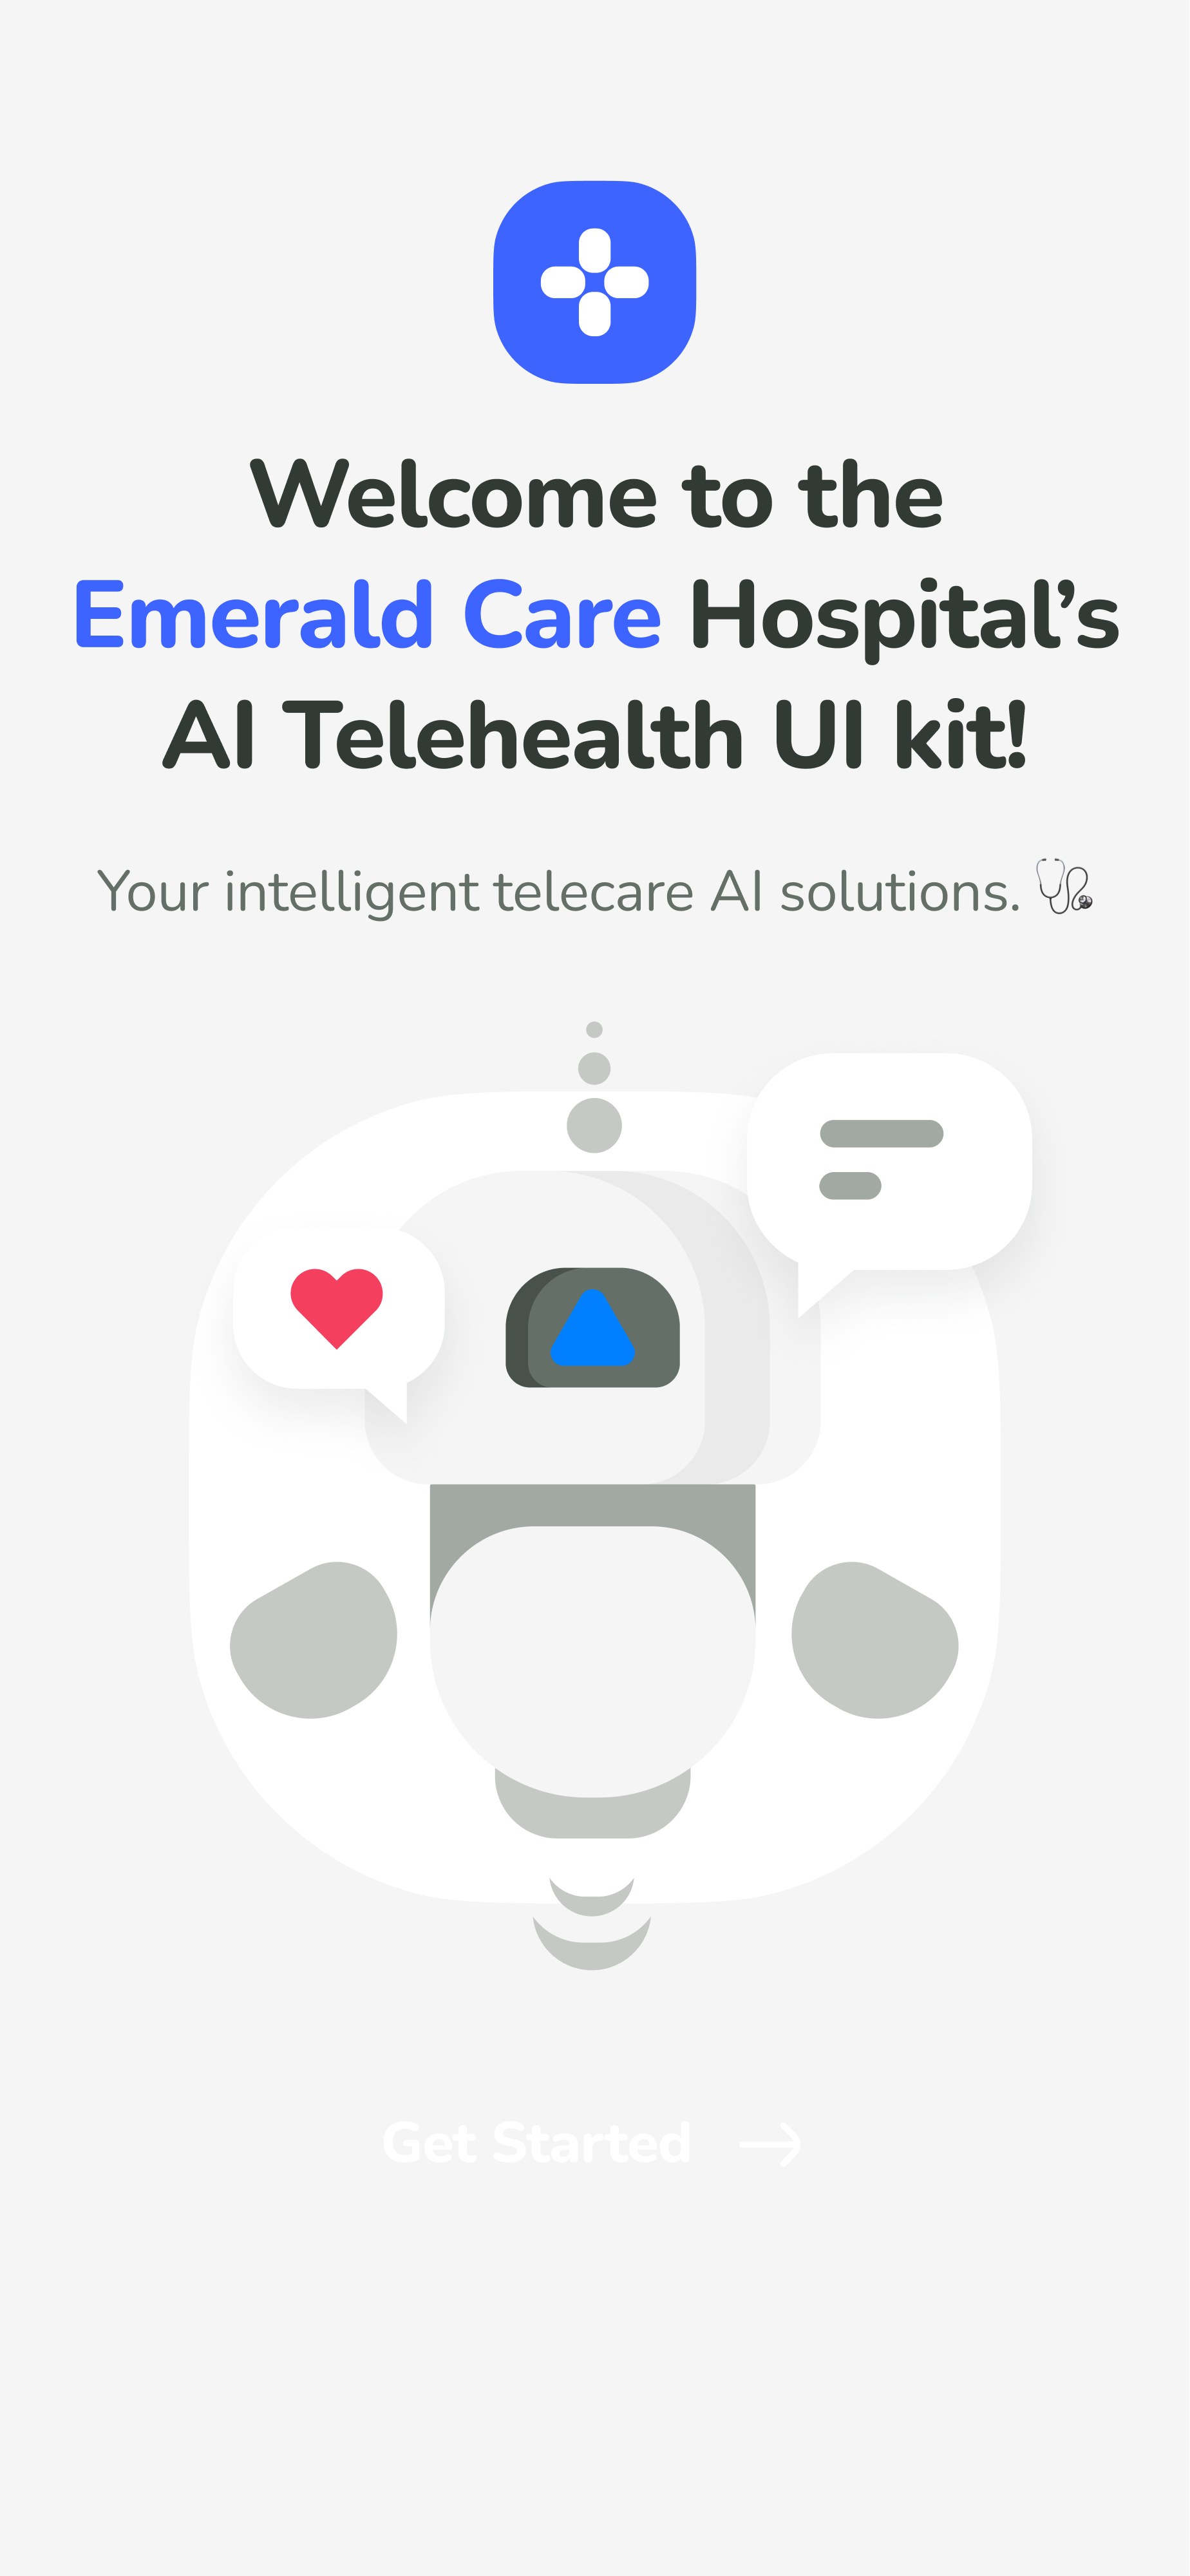 Welcome to the
Emerald Care Hospital’s
AI Telehealth UI kit!
Your intelligent telecare AI solutions. 🩺
Get Started →